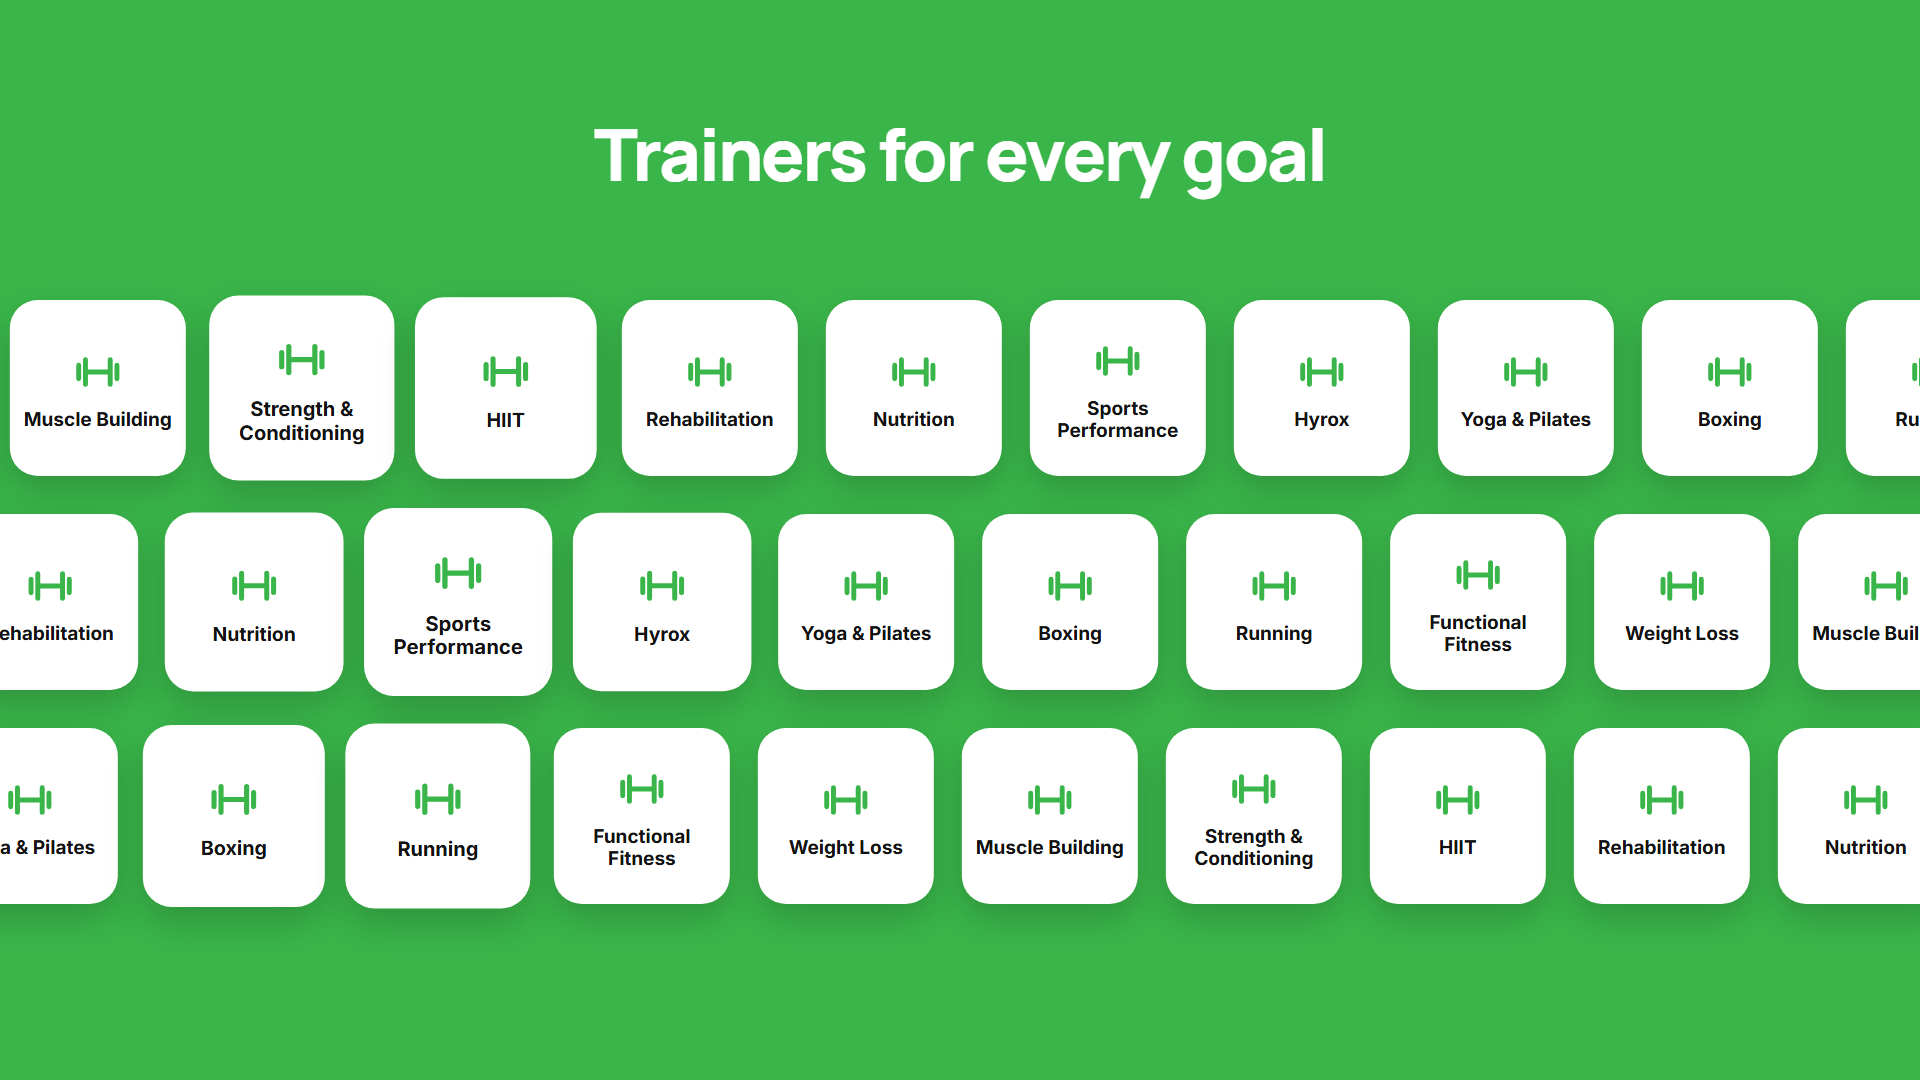 Trainers for every goal
Muscle Building
Strength &
Conditioning
HIIT
Rehabilitation
Nutrition
Sports
Performance
Hyrox
Yoga & Pilates
Boxing
Ru
ehabilitation
Nutrition
Sports
Performance
Hyrox
Yoga & Pilates
Boxing
Running
Functional
Fitness
Weight Loss
Muscle Buil
a & Pilates
Boxing
Running
Functional
Fitness
Weight Loss
Muscle Building
Strength &
Conditioning
HIIT
Rehabilitation
Nutrition